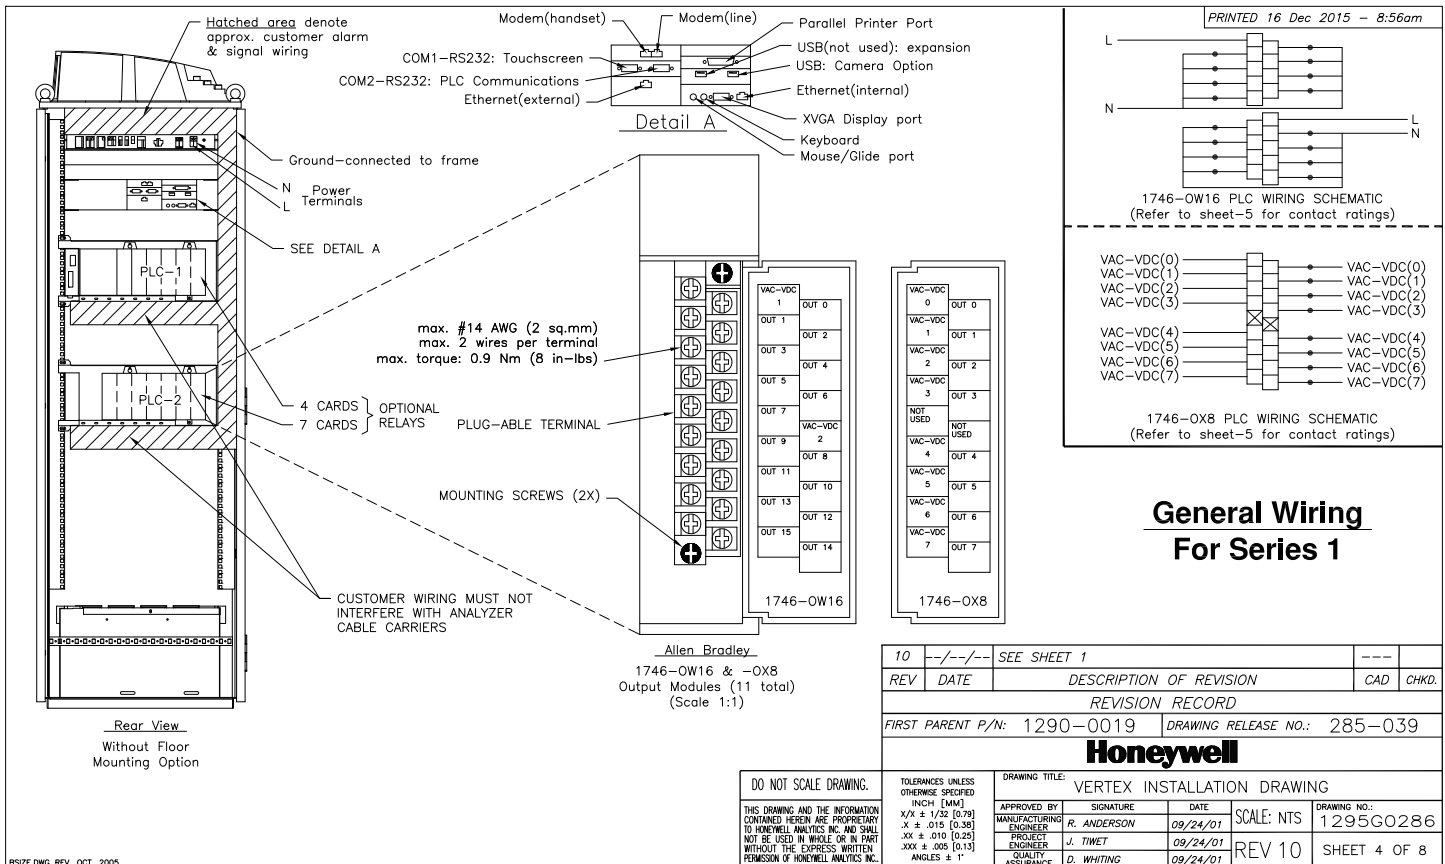 Hatched area denote
approx. customer alarm
& signal wiring
Ground-connected to frame
N
Power
Terminals
L
SEE DETAIL A
PLC-1
PLC-2
4 CARDS
7 CARDS
OPTIONAL
RELAYS
CUSTOMER WIRING MUST NOT
INTERFERE WITH ANALYZER
CABLE CARRIERS
Rear View
Without Floor
Mounting Option
Modem(handset)
Modem(line)
COM1-RS232: Touchscreen
COM2-RS232: PLC Communications
Ethernet(external)
Parallel Printer Port
USB(not used): expansion
USB: Camera Option
Ethernet(internal)
XVGA Display port
Keyboard
Mouse/Glide port
Detail A
max. #14 AWG (2 sq.mm)
max. 2 wires per terminal
max. torque: 0.9 Nm (8 in-lbs)
PLUG-ABLE TERMINAL
MOUNTING SCREWS (2X)
VAC-VDC
1
OUT 0
OUT 1
OUT 2
OUT 3
OUT 4
OUT 5
OUT 6
OUT 7
VAC-VDC
2
OUT 9
OUT 8
OUT 11
OUT 10
OUT 13
OUT 12
OUT 15
OUT 14
1746-OW16
VAC-VDC
0
OUT 0
VAC-VDC
1
OUT 1
VAC-VDC
2
OUT 2
VAC-VDC
3
OUT 3
NOT
USED
NOT
USED
VAC-VDC
4
OUT 4
VAC-VDC
5
OUT 5
VAC-VDC
6
OUT 6
VAC-VDC
7
OUT 7
1746-OX8
Allen Bradley
1746-OW16 & -OX8
Output Modules (11 total)
(Scale 1:1)
PRINTED 16 Dec 2015 - 8:56am
L
N
L
N
1746-OW16 PLC WIRING SCHEMATIC
(Refer to sheet-5 for contact ratings)
VAC-VDC(0)
VAC-VDC(1)
VAC-VDC(2)
VAC-VDC(3)
VAC-VDC(4)
VAC-VDC(5)
VAC-VDC(6)
VAC-VDC(7)
VAC-VDC(0)
VAC-VDC(1)
VAC-VDC(2)
VAC-VDC(3)
VAC-VDC(4)
VAC-VDC(5)
VAC-VDC(6)
VAC-VDC(7)
1746-OX8 PLC WIRING SCHEMATIC
(Refer to sheet-5 for contact ratings)
General Wiring
For Series 1
10 --/--/-- SEE SHEET 1 ---
REV DATE DESCRIPTION OF REVISION CAD CHKD.
REVISION RECORD
FIRST PARENT P/N: 1290-0019 DRAWING RELEASE NO.: 285-039
Honeywell
DO NOT SCALE DRAWING.
THIS DRAWING AND THE INFORMATION
CONTAINED HEREIN ARE PROPRIETARY
TO HONEYWELL ANALYTICS INC. AND SHALL
NOT BE USED IN WHOLE OR IN PART
WITHOUT THE EXPRESS WRITTEN
PERMISSION OF HONEYWELL ANALYTICS INC..
TOLERANCES UNLESS
OTHERWISE SPECIFIED
INCH [MM]
X/X ± 1/32 [0.79]
.X ± .015 [0.38]
.XX ± .010 [0.25]
.XXX ± .005 [0.13]
ANGLES ± 1°
DRAWING TITLE:
VERTEX INSTALLATION DRAWING
APPROVED BY SIGNATURE DATE
MANUFACTURING
ENGINEER R. ANDERSON 09/24/01
PROJECT
ENGINEER J. TIWET 09/24/01
QUALITY
ASSURANCE D. WHITING 09/24/01
SCALE: NTS
DRAWING NO.:
1295G0286
REV 10
SHEET 4 OF 8
BSIZE.DWG REV OCT 2005